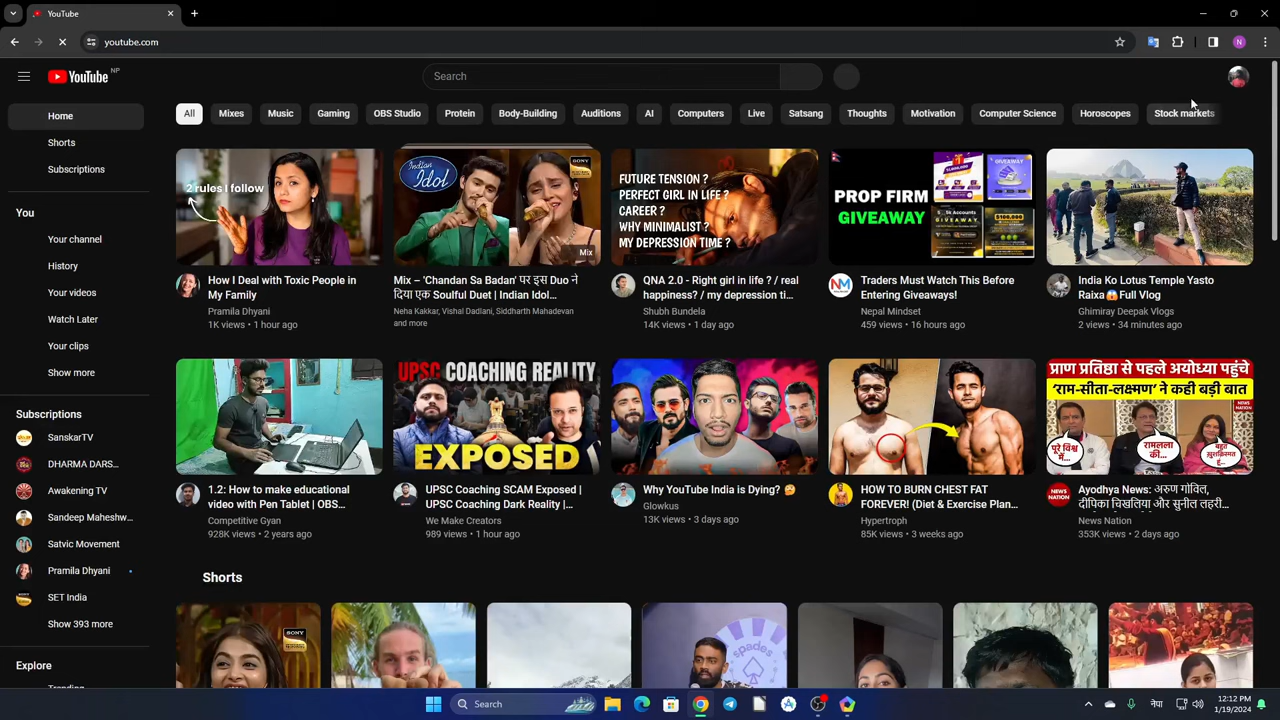 YouTube
youtube.com
N
YouTube NP
Search
Home
Shorts
Subscriptions
You
Your channel
History
Your videos
Watch Later
Your clips
Show more
Subscriptions
SanskarTV
DHARMA DARS...
Awakening TV
Sandeep Maheshw...
Satvic Movement
Pramila Dhyani
SET India
Show 393 more
Explore
All
Mixes
Music
Gaming
OBS Studio
Protein
Body-Building
Auditions
AI
Computers
Live
Satsang
Thoughts
Motivation
Computer Science
Horoscopes
Stock markets
2 rules I follow
How I Deal with Toxic People in
My Family
Pramila Dhyani
1K views • 1 hour ago
Indian
Idol
SONY
Mix
Mix – 'Chandan Sa Badan' पर इस Duo ने
दिया एक Soulful Duet | Indian Idol...
Neha Kakkar, Vishal Dadlani, Siddharth Mahadevan
and more
FUTURE TENSION ?
PERFECT GIRL IN LIFE ?
CAREER ?
WHY MINIMALIST ?
MY DEPRESSION TIME ?
QNA 2.0 - Right girl in life ? / real
happiness? / my depression ti...
Shubh Bundela
14K views • 1 day ago
PROP FIRM
GIVEAWAY
Traders Must Watch This Before
Entering Giveaways!
Nepal Mindset
459 views • 16 hours ago
India Ko Lotus Temple Yasto
Raixa😱Full Vlog
Ghimiray Deepak Vlogs
2 views • 34 minutes ago
1.2: How to make educational
video with Pen Tablet | OBS...
Competitive Gyan
928K views • 2 years ago
UPSC COACHING REALITY
EXPOSED
UPSC Coaching SCAM Exposed |
UPSC Coaching Dark Reality |...
We Make Creators
989 views • 1 hour ago
Why YouTube India is Dying? 🤔
Glowkus
13K views • 3 days ago
HOW TO BURN CHEST FAT
FOREVER! (Diet & Exercise Plan...
Hypertroph
85K views • 3 weeks ago
प्राण प्रतिष्ठा से पहले अयोध्या पहुंचे
'राम-सीता-लक्ष्मण' ने कही बड़ी बात
NEWS NATION
पूरे विश्व में...
रामलला की...
Ayodhya News: अरुण गोविल,
दीपिका चिखलिया और सुनील लहरी...
News Nation
353K views • 2 days ago
Shorts
SONY
spades
Search
नेपा
12:12 PM
1/19/2024